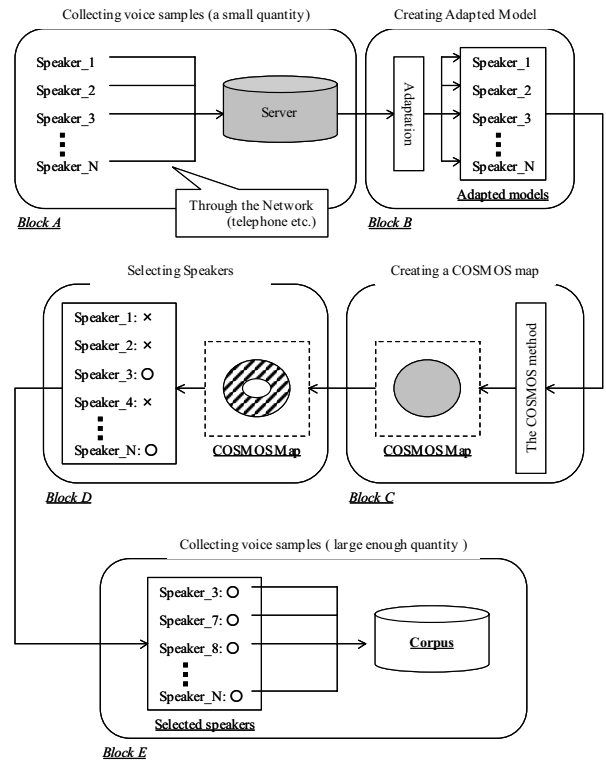 Collecting voice samples (a small quantity)
Speaker_1
Speaker_2
Speaker_3
Speaker_N
Server
Through the Network
(telephone etc.)
Block A
Creating Adapted Model
Adaptation
Speaker_1
Speaker_2
Speaker_3
Speaker_N
Adapted models
Block B
Selecting Speakers
Speaker_1: ×
Speaker_2: ×
Speaker_3: ○
Speaker_4: ×
Speaker_N: ○
COSMOS Map
Block D
Creating a COSMOS map
COSMOS Map
The COSMOS method
Block C
Collecting voice samples ( large enough quantity )
Speaker_3: ○
Speaker_7: ○
Speaker_8: ○
Speaker_N: ○
Selected speakers
Corpus
Block E